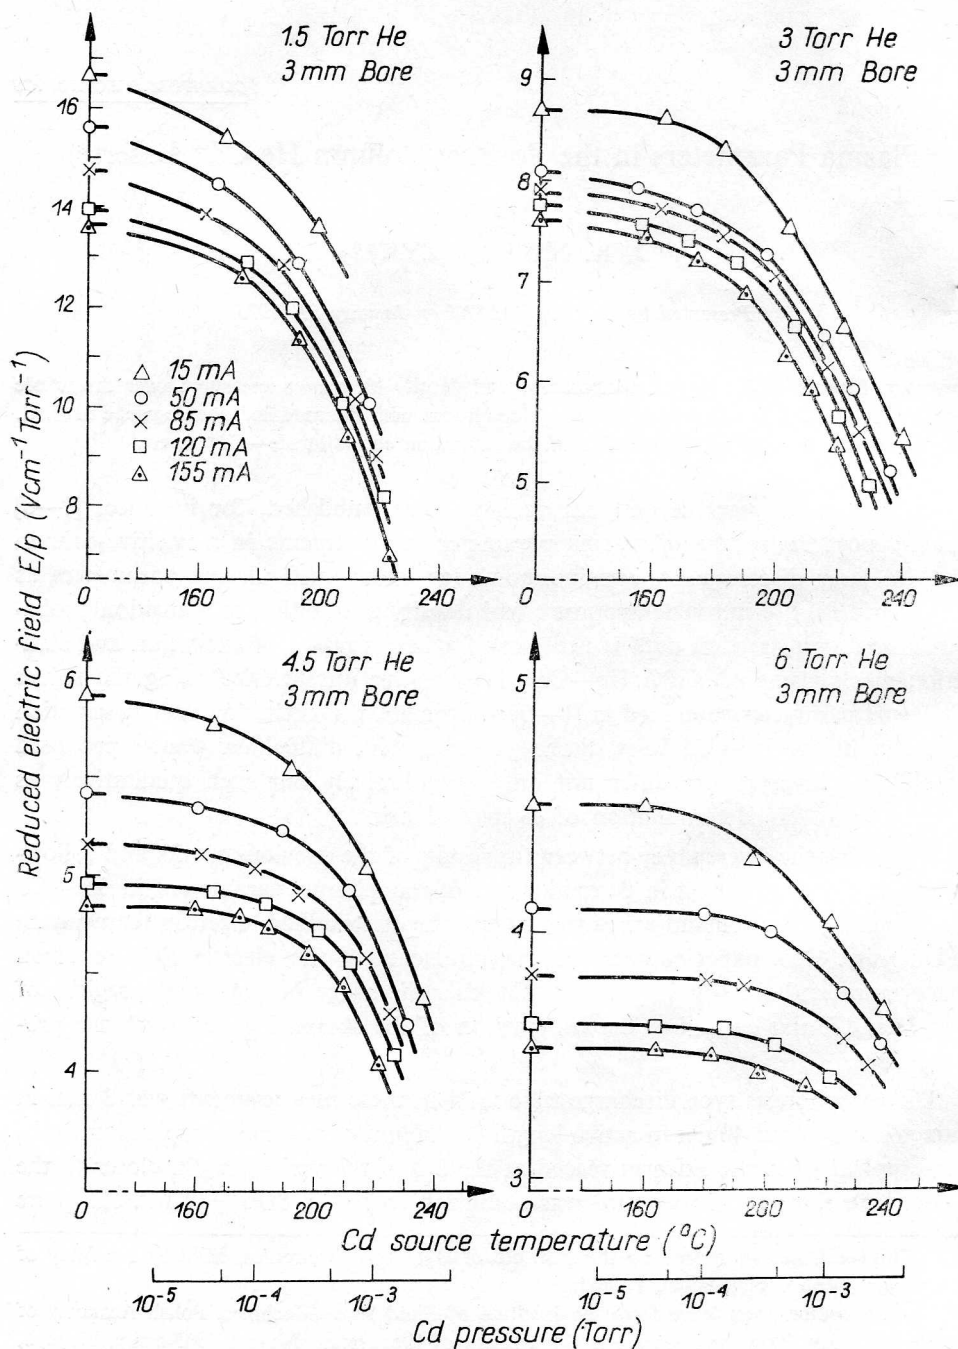 1.5 Torr He
3 mm Bore
16
14
12
10
8
0
160
200
240
△ 15 mA
○ 50 mA
× 85 mA
□ 120 mA
155 mA
3 Torr He
3 mm Bore
9
8
7
6
5
0
160
200
240
Reduced electric field E/p (Vcm⁻¹Torr⁻¹)
4.5 Torr He
3 mm Bore
6
5
4
0
160
200
240
6 Torr He
3 mm Bore
5
4
3
0
160
200
240
Cd source temperature (°C)
10⁻⁵
10⁻⁴
10⁻³
10⁻⁵
10⁻⁴
10⁻³
Cd pressure (Torr)